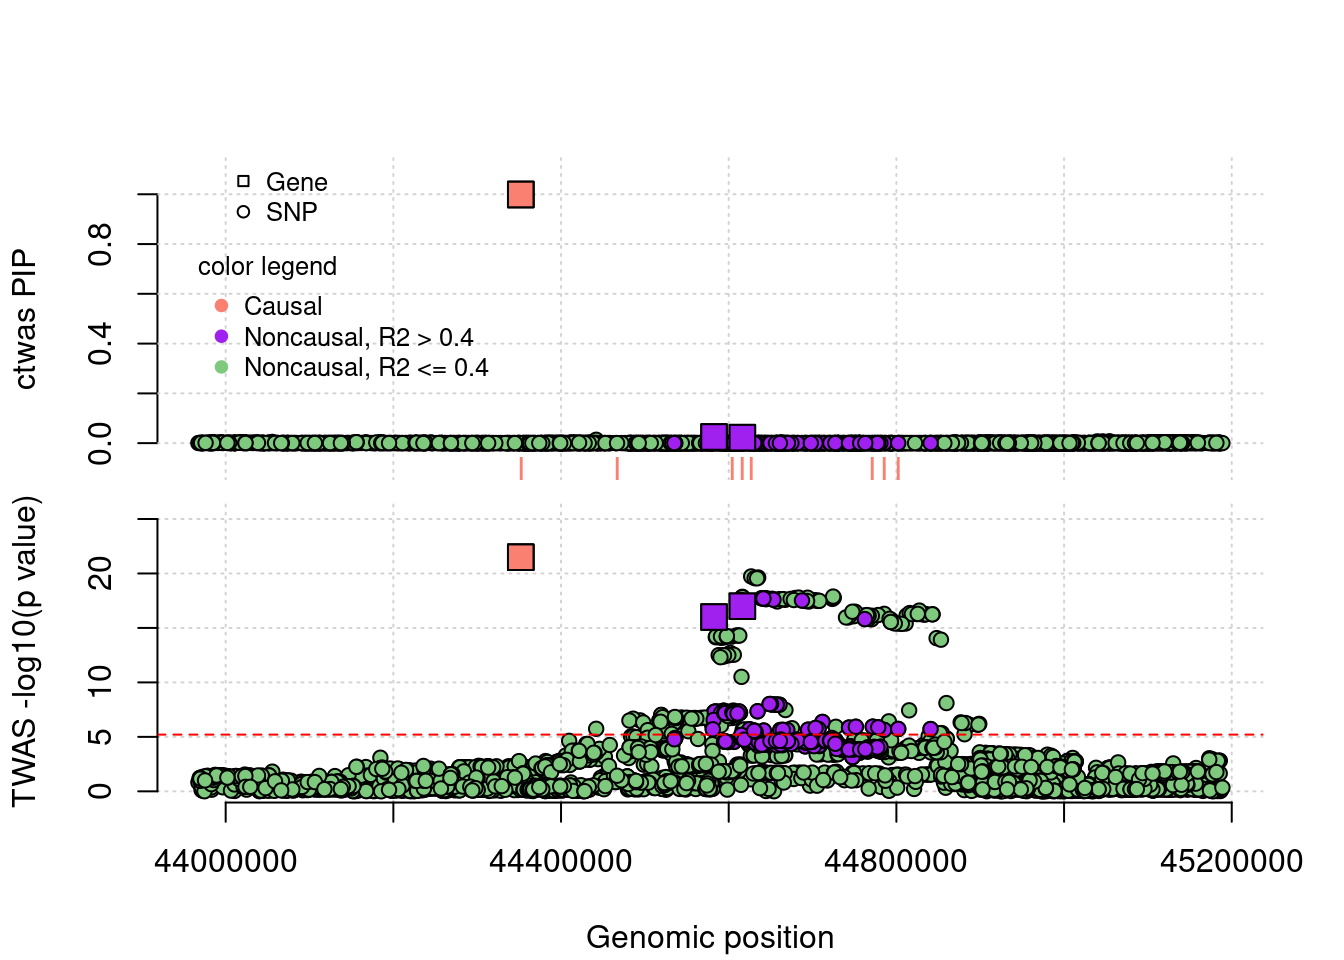 Gene
SNP
color legend
Causal
Noncausal, R2 > 0.4
Noncausal, R2 <= 0.4
ctwas PIP
0.8
0.4
0.0
TWAS -log10(p value)
20
10
5
0
44000000 44400000 44800000 45200000
Genomic position